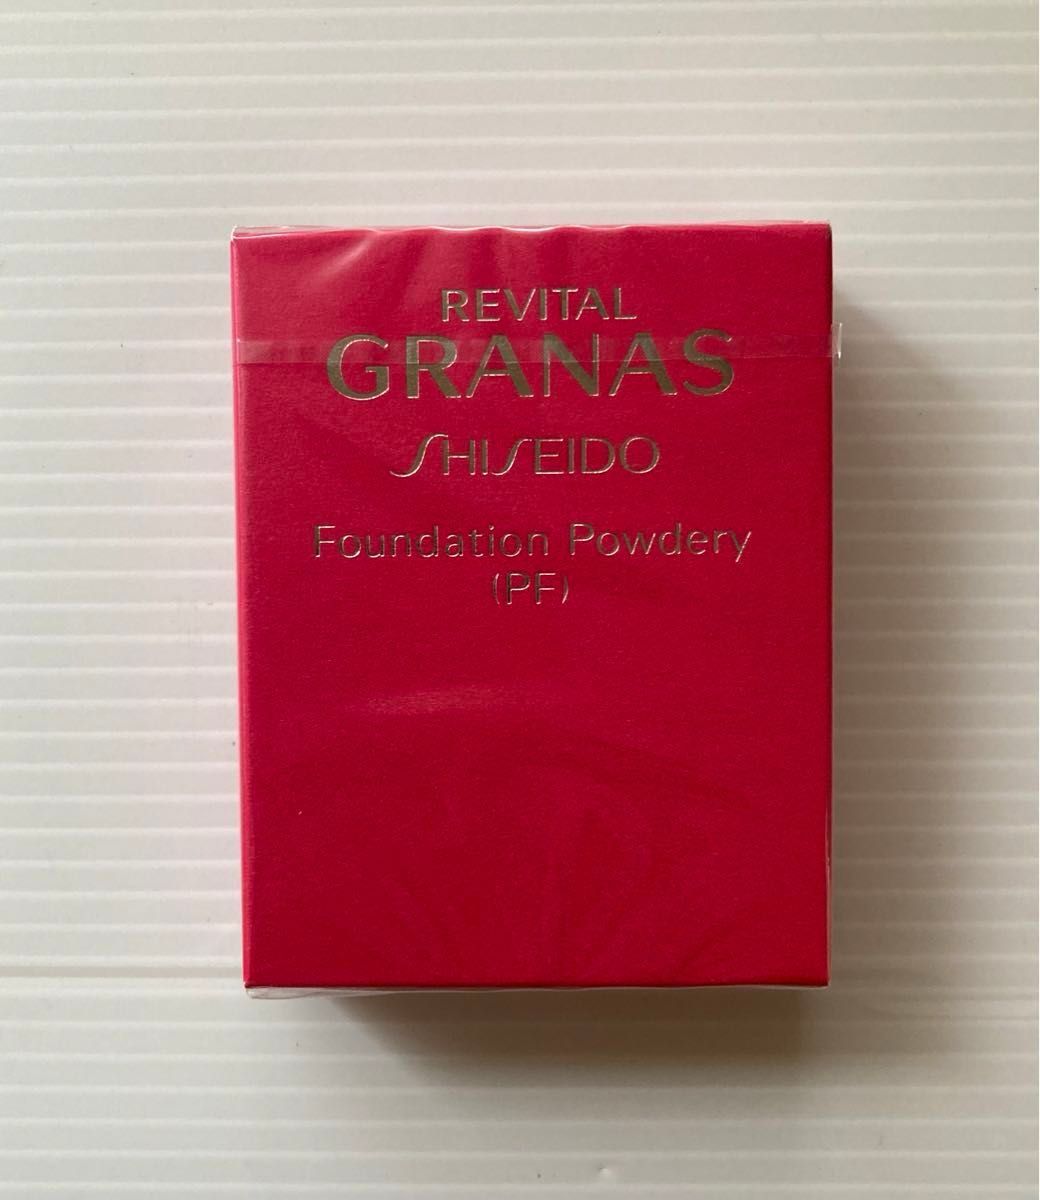 REVITAL
GRANAS
SHISEIDO
Foundation Powdery
(PF)